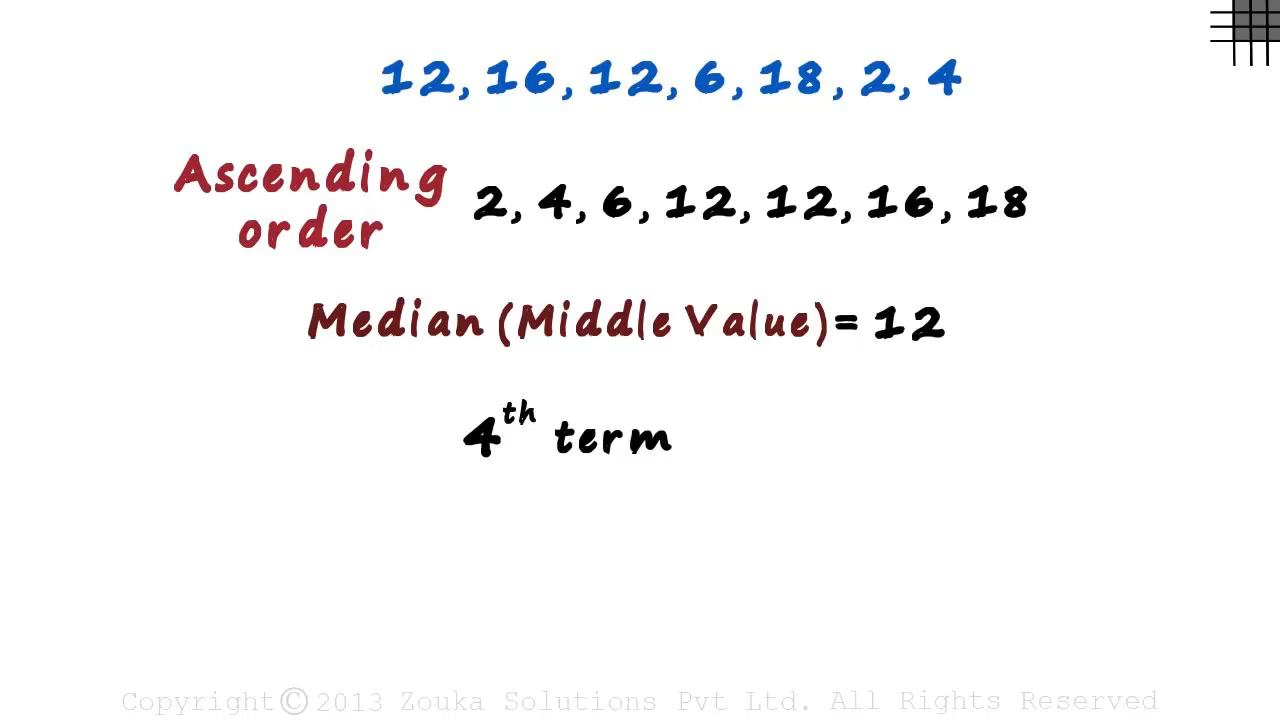 12, 16, 12, 6, 18, 2, 4
Ascending
order
2, 4, 6, 12, 12, 16, 18
Median (Middle Value) = 12
4th term
Copyright© 2013 Zouka Solutions Pvt Ltd. All Rights Reserved